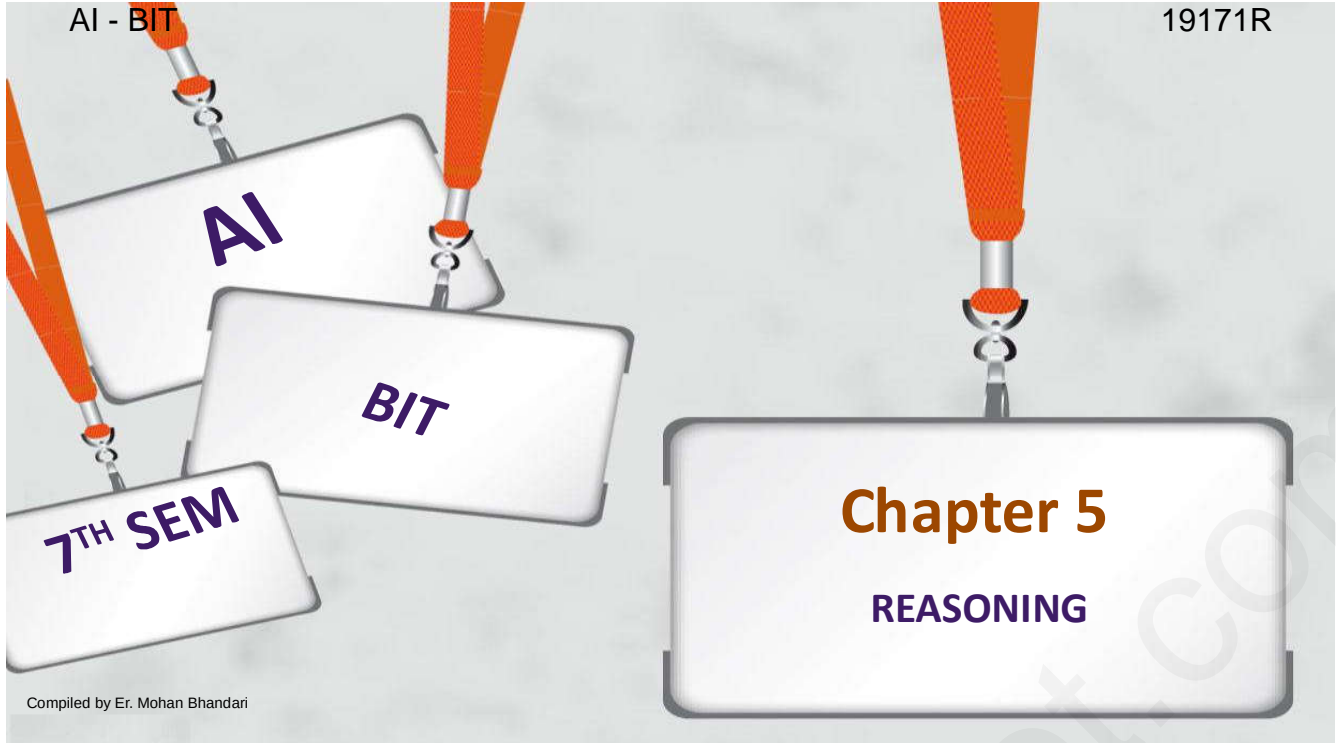 AI - BIT
19171R
AI
BIT
7TH SEM
Chapter 5
REASONING
Compiled by Er. Mohan Bhandari